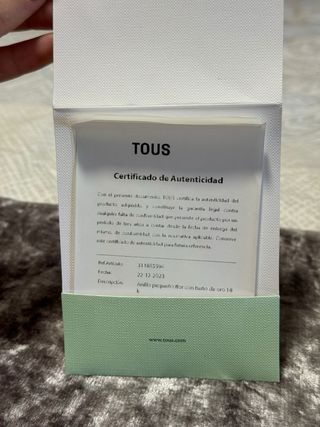 TOUS
Certificado de Autenticidad
Con el presente documento, TOUS certifica la autenticidad del
producto adquirido y constituye la garantía legal contra
cualquier falta de conformidad que presente el producto por un
período de tres años a contar desde la fecha de entrega del
mismo, de conformidad con la normativa aplicable. Conserve
este certificado de autenticidad para futura referencia.
Ref.Artículo:
Fecha: 22-12-2023
Descripción: Anillo pequeño flor con baño de oro 18
k
www.tous.com